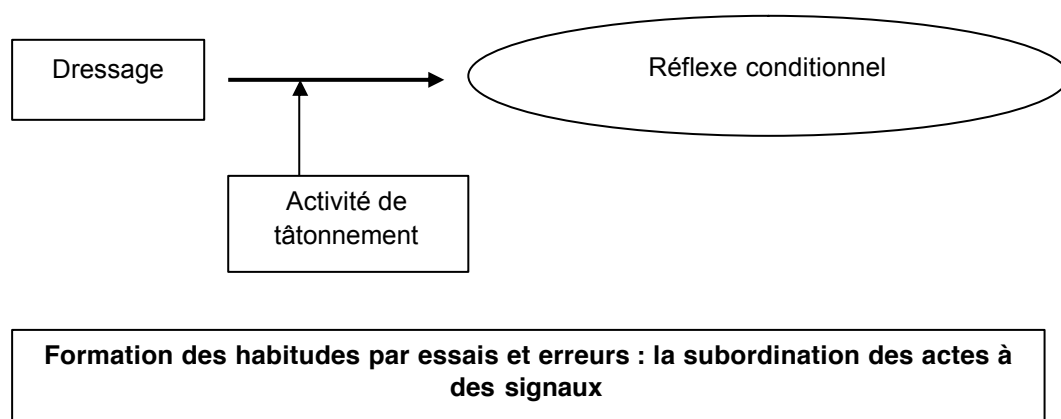 Dressage
Réflexe conditionnel
Activité de
tâtonnement
Formation des habitudes par essais et erreurs : la subordination des actes à
des signaux